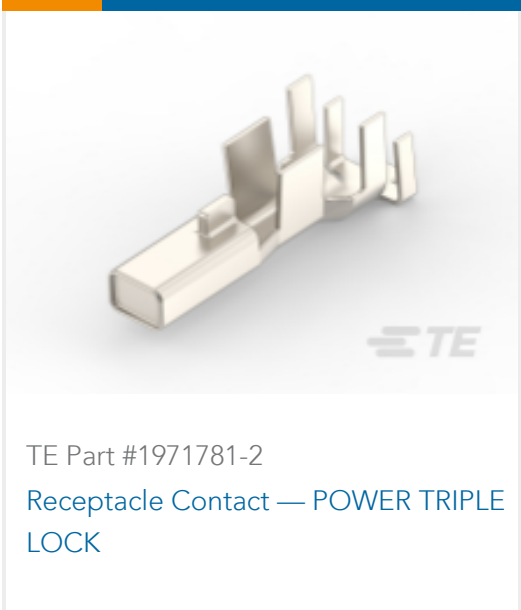 TE
TE Part #1971781-2
Receptacle Contact — POWER TRIPLE
LOCK